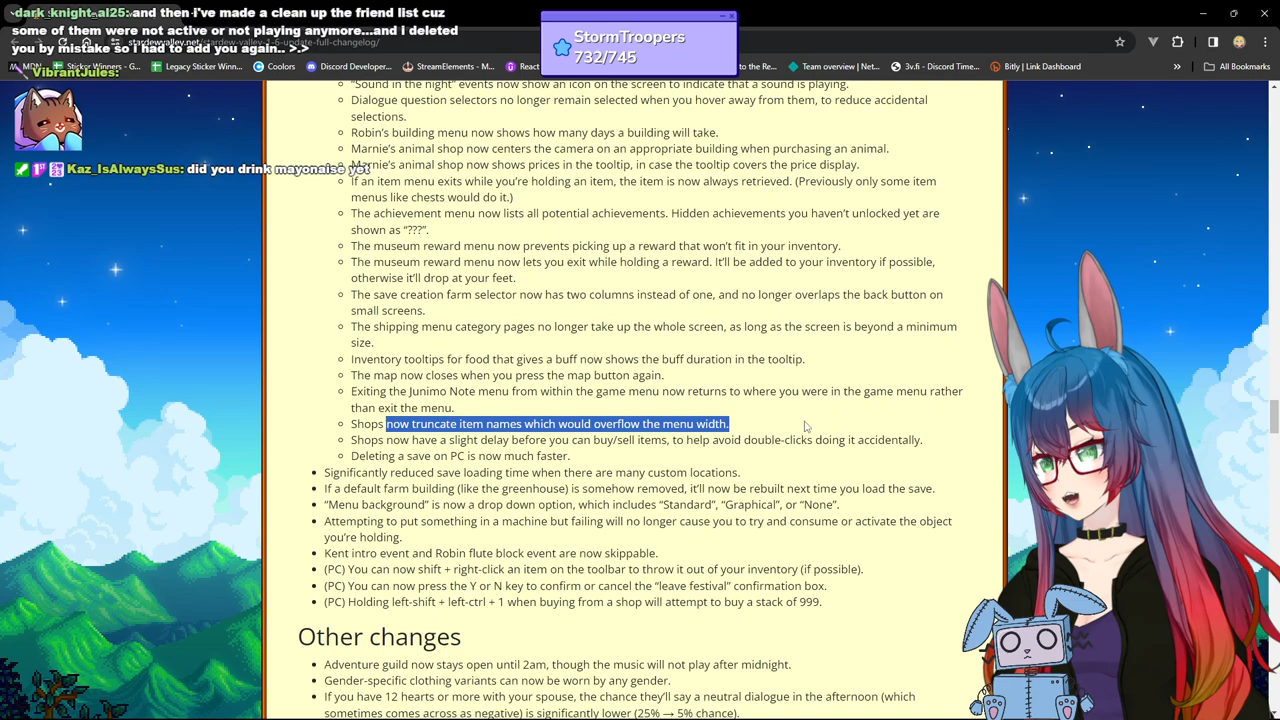 dark_knight_al25: and then i've made a clean up the friend list cuz
some of them were not active or not playing anymore...and i deleted
you by mistake so i had to add you again.. >.>
VibrantJules:
Kaz_IsAlwaysSus: did you drink mayonaise yet
StormTroopers
732/745
stardewvalley.net/stardew-valley-1-6-update-full-changelog/
Sticker Winners - G...
Legacy Sticker Winn...
Coolors
Discord Developer...
StreamElements - M...
React
to the Re...
Team overview | Net...
3v.fi - Discord Time...
Bitly | Link Shortene...
All Bookmarks
“Sound in the night” events now show an icon on the screen to indicate that a sound is playing.
Dialogue question selectors no longer remain selected when you hover away from them, to reduce accidental
selections.
Robin’s building menu now shows how many days a building will take.
Marnie’s animal shop now centers the camera on an appropriate building when purchasing an animal.
Marnie’s animal shop now shows prices in the tooltip, in case the tooltip covers the price display.
If an item menu exits while you’re holding an item, the item is now always retrieved. (Previously only some item
menus like chests would do it.)
The achievement menu now lists all potential achievements. Hidden achievements you haven’t unlocked yet are
shown as “???”.
The museum reward menu now prevents picking up a reward that won’t fit in your inventory.
The museum reward menu now lets you exit while holding a reward. It’ll be added to your inventory if possible,
otherwise it’ll drop at your feet.
The save creation farm selector now has two columns instead of one, and no longer overlaps the back button on
small screens.
The shipping menu category pages no longer take up the whole screen, as long as the screen is beyond a minimum
size.
Inventory tooltips for food that gives a buff now shows the buff duration in the tooltip.
The map now closes when you press the map button again.
Exiting the Junimo Note menu from within the game menu now returns to where you were in the game menu rather
than exit the menu.
Shops now truncate item names which would overflow the menu width.
Shops now have a slight delay before you can buy/sell items, to help avoid double-clicks doing it accidentally.
Deleting a save on PC is now much faster.
Significantly reduced save loading time when there are many custom locations.
If a default farm building (like the greenhouse) is somehow removed, it’ll now be rebuilt next time you load the save.
“Menu background” is now a drop down option, which includes “Standard”, “Graphical”, or “None”.
Attempting to put something in a machine but failing will no longer cause you to try and consume or activate the object
you’re holding.
Kent intro event and Robin flute block event are now skippable.
(PC) You can now shift + right-click an item on the toolbar to throw it out of your inventory (if possible).
(PC) You can now press the Y or N key to confirm or cancel the “leave festival” confirmation box.
(PC) Holding left-shift + left-ctrl + 1 when buying from a shop will attempt to buy a stack of 999.
Other changes
Adventure guild now stays open until 2am, though the music will not play after midnight.
Gender-specific clothing variants can now be worn by any gender.
If you have 12 hearts or more with your spouse, the chance they’ll say a neutral dialogue in the afternoon (which
sometimes comes across as negative) is significantly lower (25% → 5% chance).